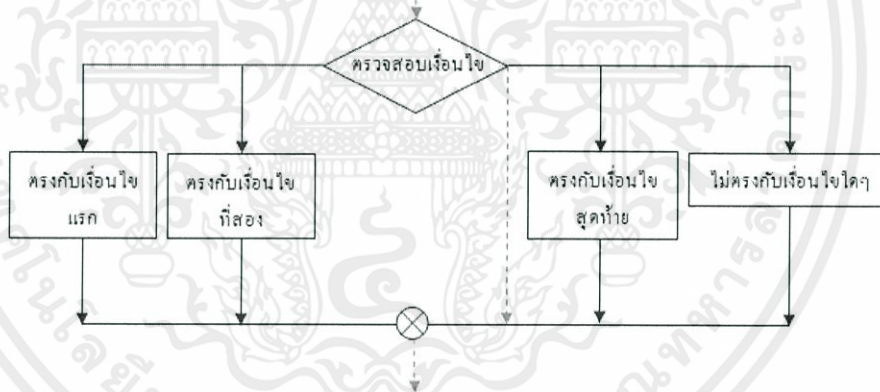 ตรวจสอบเงื่อนไข
ตรงกับเงื่อนไข
แรก
ตรงกับเงื่อนไข
ที่สอง
ตรงกับเงื่อนไข
สุดท้าย
ไม่ตรงกับเงื่อนไขใดๆ